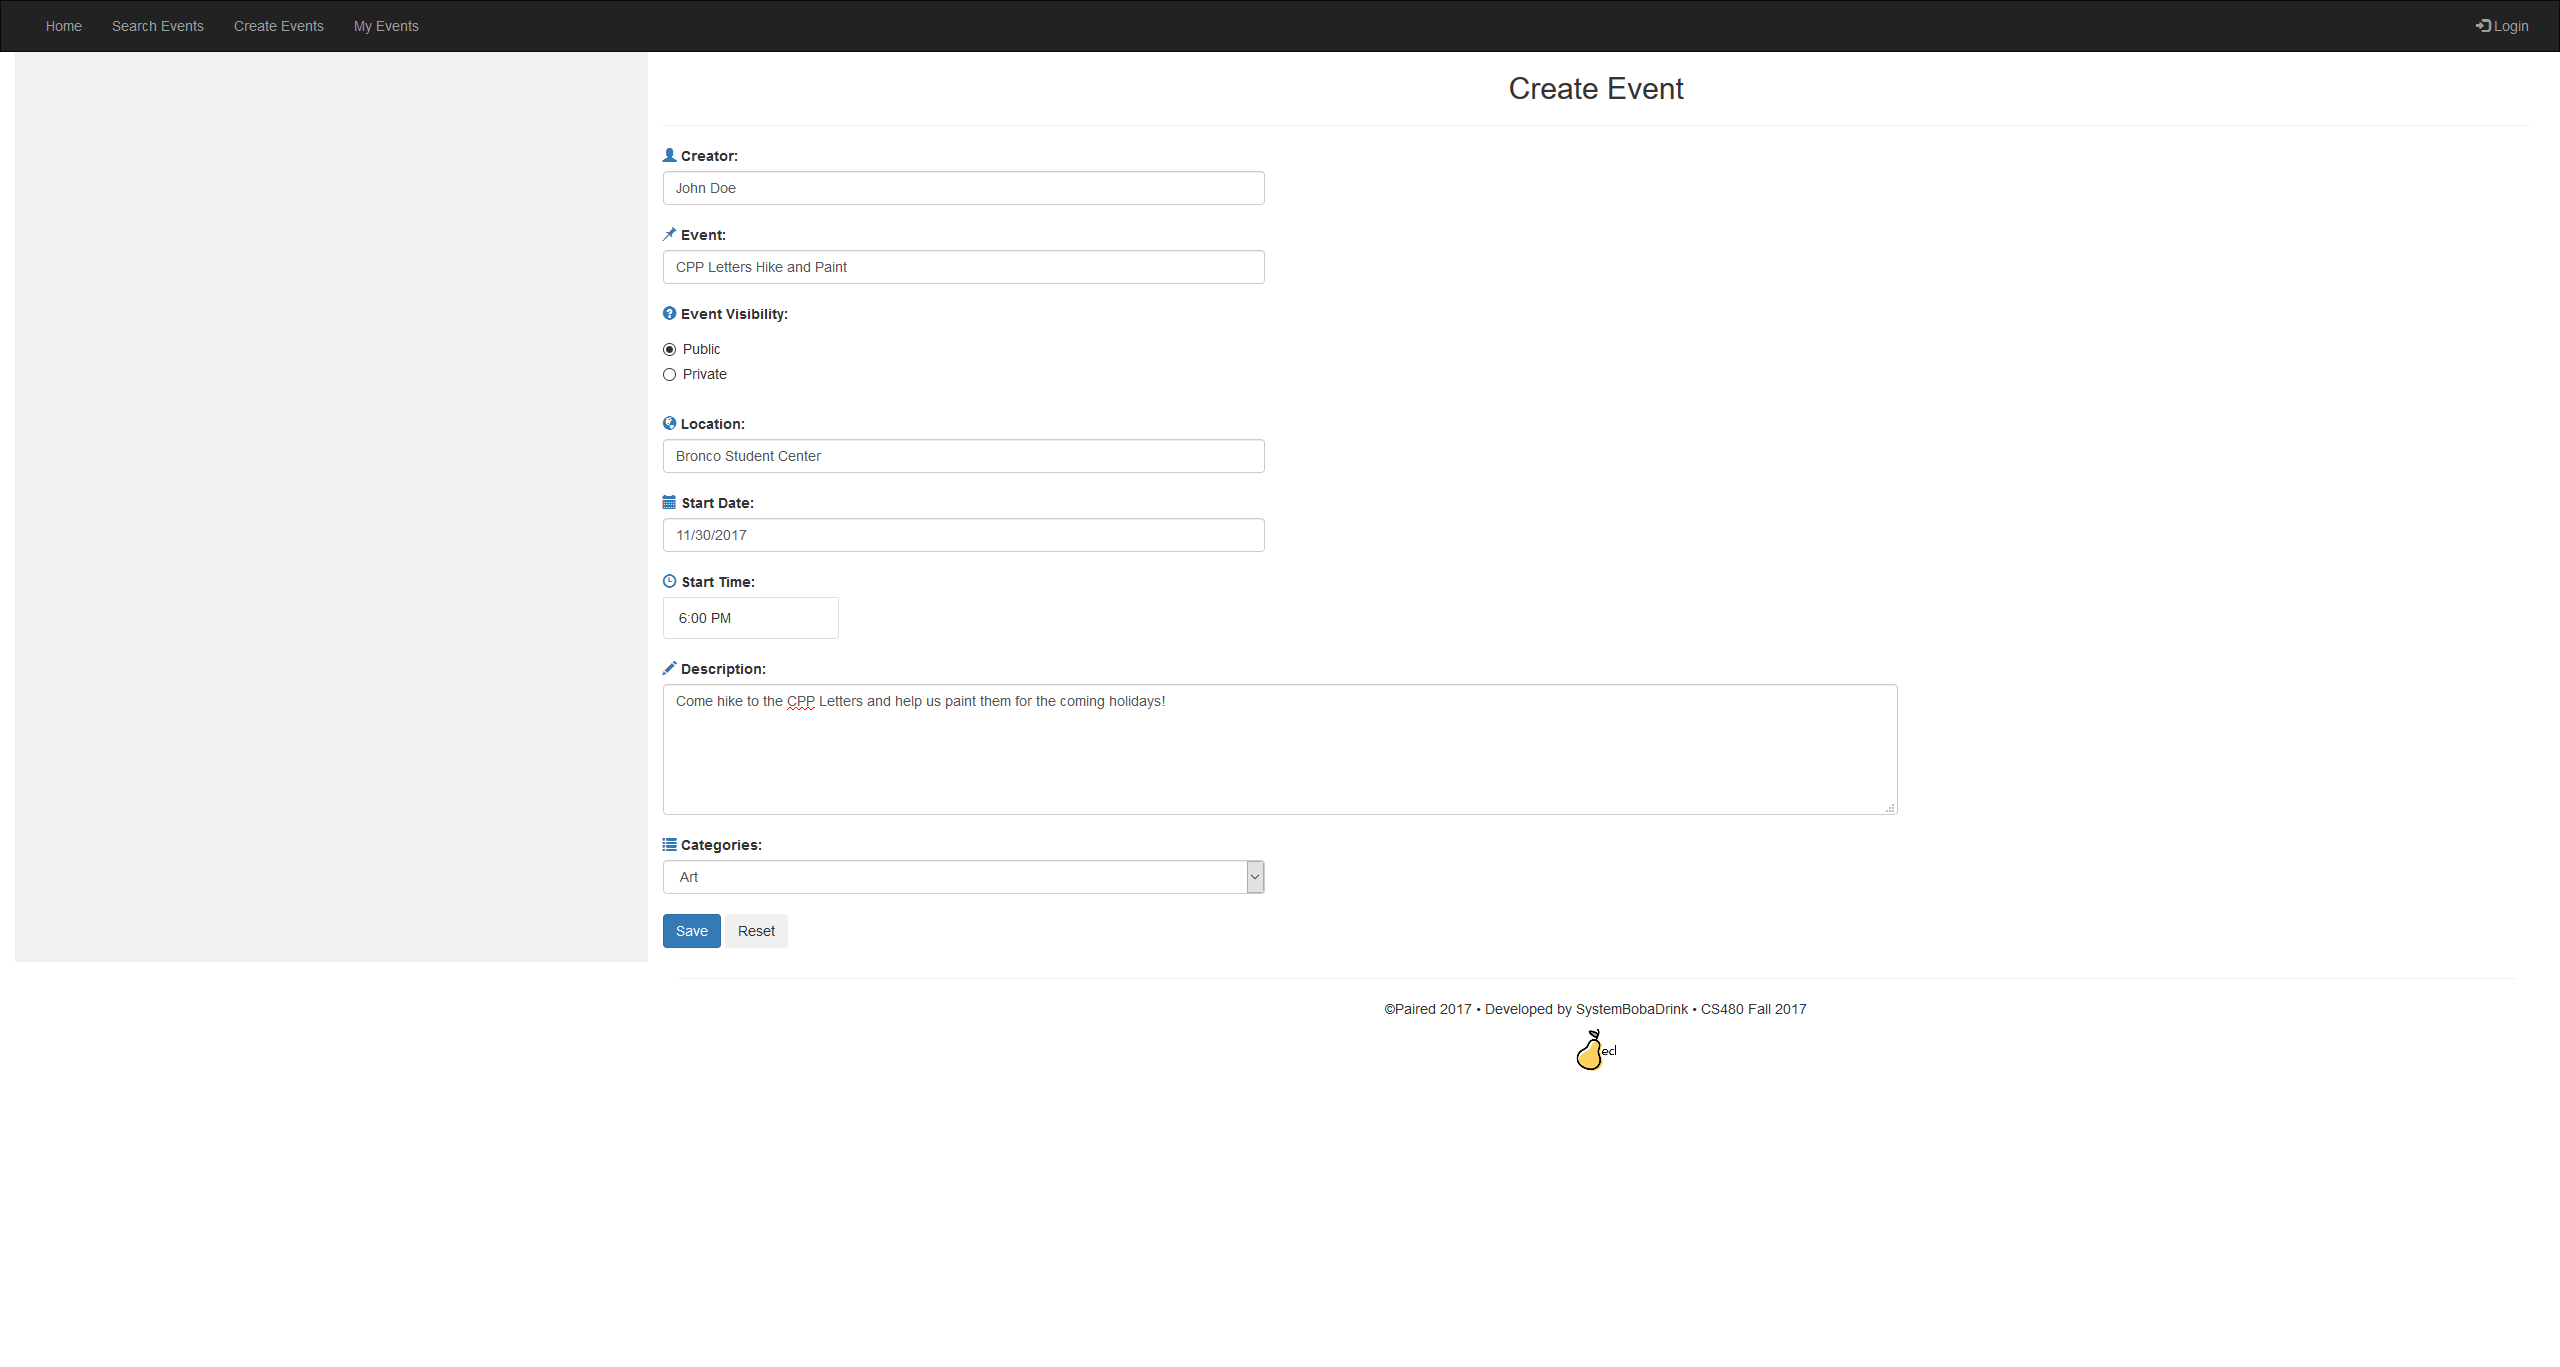 Home Search Events Create Events My Events Login
Create Event
Creator:
John Doe
Event:
CPP Letters Hike and Paint
Event Visibility:
Public
Private
Location:
Bronco Student Center
Start Date:
11/30/2017
Start Time:
6:00 PM
Description:
Come hike to the CPP Letters and help us paint them for the coming holidays!
Categories:
Art
Save Reset
©Paired 2017 • Developed by SystemBobaDrink • CS480 Fall 2017
ed